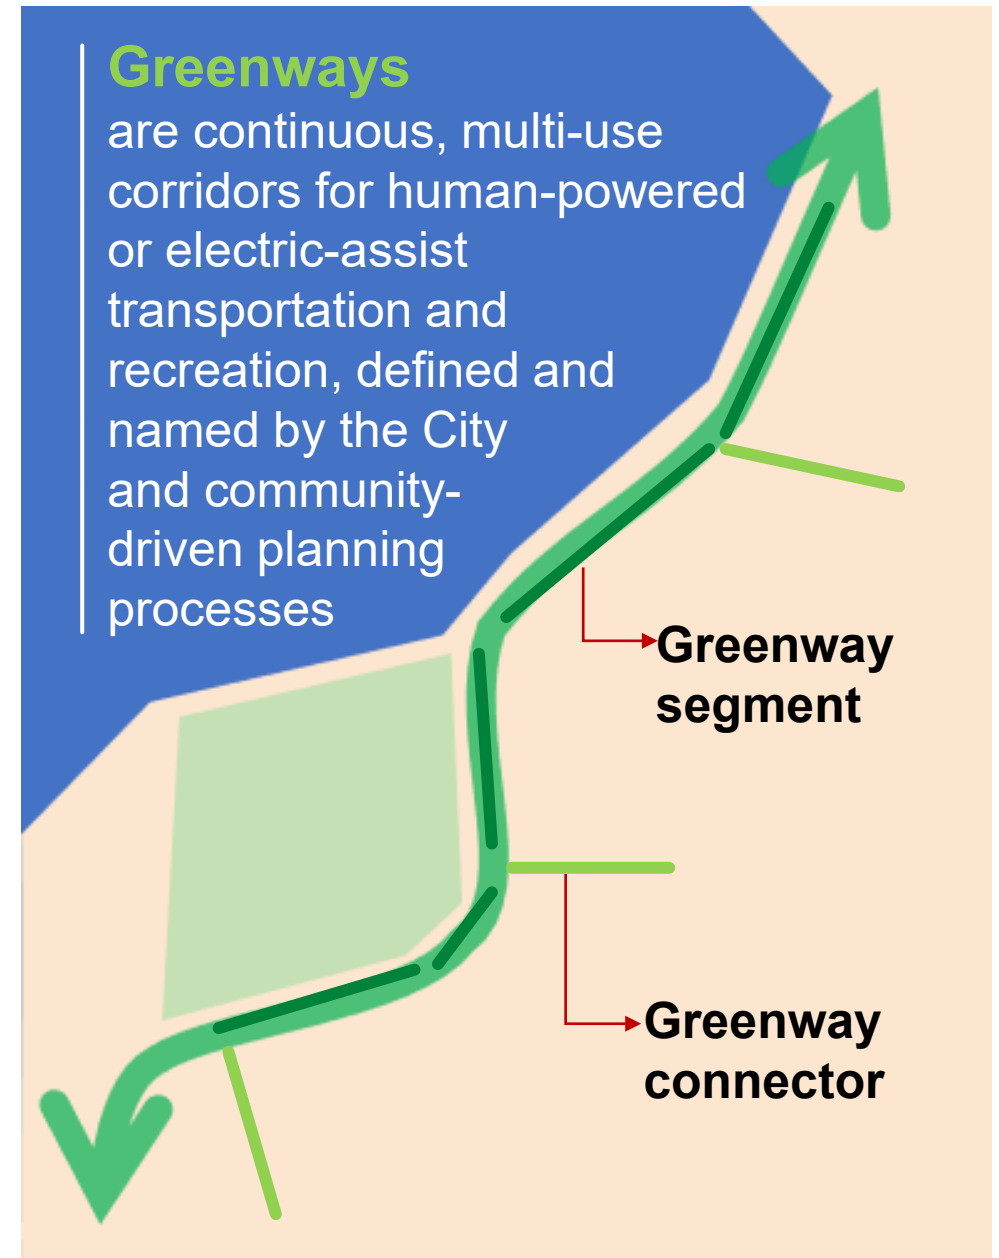 Greenways
are continuous, multi-use
corridors for human-powered
or electric-assist
transportation and
recreation, defined and
named by the City
and community-
driven planning
processes
Greenway
segment
Greenway
connector